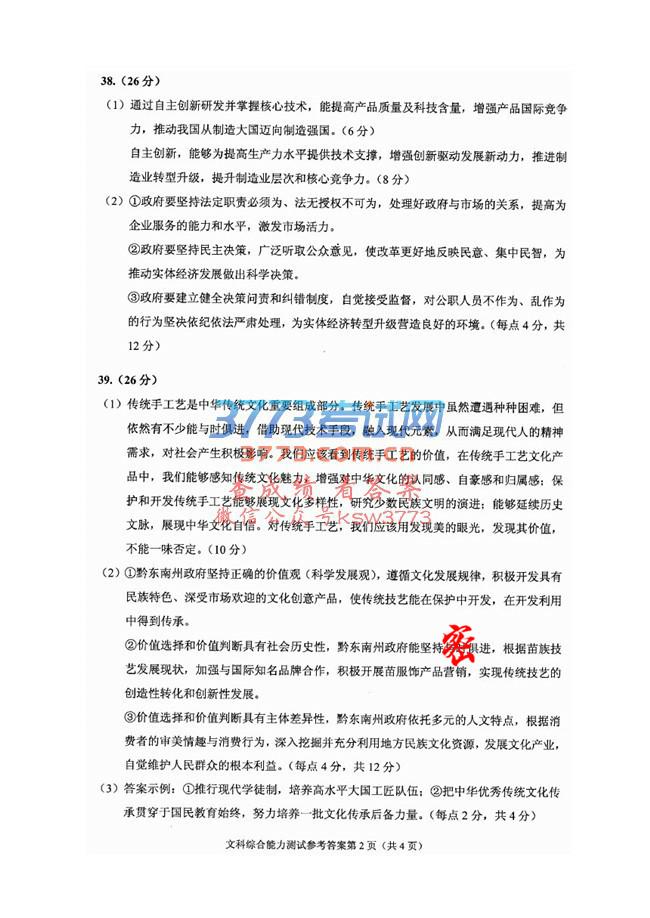 38.（26 分）
（1）通过自主创新研发并掌握核心技术，能提高产品质量及科技含量，增强产品国际竞争
力，推动我国从制造大国迈向制造强国。（6 分）
自主创新，能够为提高生产力水平提供技术支撑，增强创新驱动发展新动力，推进制
造业转型升级，提升制造业层次和核心竞争力。（8 分）
（2）①政府要坚持法定职责必须为、法无授权不可为，处理好政府与市场的关系，提高为
企业服务的能力和水平，激发市场活力。
②政府要坚持民主决策，广泛听取公众意见，使改革更好地反映民意、集中民智，为
推动实体经济发展做出科学决策。
③政府要建立健全决策问责和纠错制度，自觉接受监督，对公职人员不作为、乱作为
的行为坚决依纪依法严肃处理，为实体经济转型升级营造良好的环境。（每点 4 分，共
12 分）
39.（26 分）
（1）传统手工艺是中华传统文化重要组成部分。传统手工艺发展中虽然遭遇种种困难，但
依然有不少能与时俱进，借助现代技术手段，融入现代元素，从而满足现代人的精神
需求，对社会产生积极影响。我们应该看到传统手工艺的价值，在传统手工艺文化产
品中，我们能够感知传统文化魅力，增强对中华文化的认同感、自豪感和归属感；保
护和开发传统手工艺能够展现文化多样性，研究少数民族文明的演进；能够延续历史
文脉，展现中华文化自信。对传统手工艺，我们应该用发现美的眼光，发现其价值，
不能一味否定。（10 分）
3773考试网
3773.com.cn
查成绩 看答案
微信公众号ksw3773
（2）①黔东南州政府坚持正确的价值观（科学发展观），遵循文化发展规律，积极开发具有
民族特色、深受市场欢迎的文化创意产品，使传统技艺能在保护中开发，在开发利用
中得到传承。
②价值选择和价值判断具有社会历史性，黔东南州政府能坚持与时俱进，根据苗族技
艺发展现状，加强与国际知名品牌合作，积极开展苗服饰产品营销，实现传统技艺的
创造性转化和创新性发展。
密
③价值选择和价值判断具有主体差异性，黔东南州政府依托多元的人文特点，根据消
费者的审美情趣与消费行为，深入挖掘并充分利用地方民族文化资源，发展文化产业，
自觉维护人民群众的根本利益。（每点 4 分，共 12 分）
（3）答案示例：①推行现代学徒制，培养高水平大国工匠队伍；②把中华优秀传统文化传
承贯穿于国民教育始终，努力培养一批文化传承后备力量。（每点 2 分，共 4 分）
文科综合能力测试参考答案第 2 页（共 4 页）